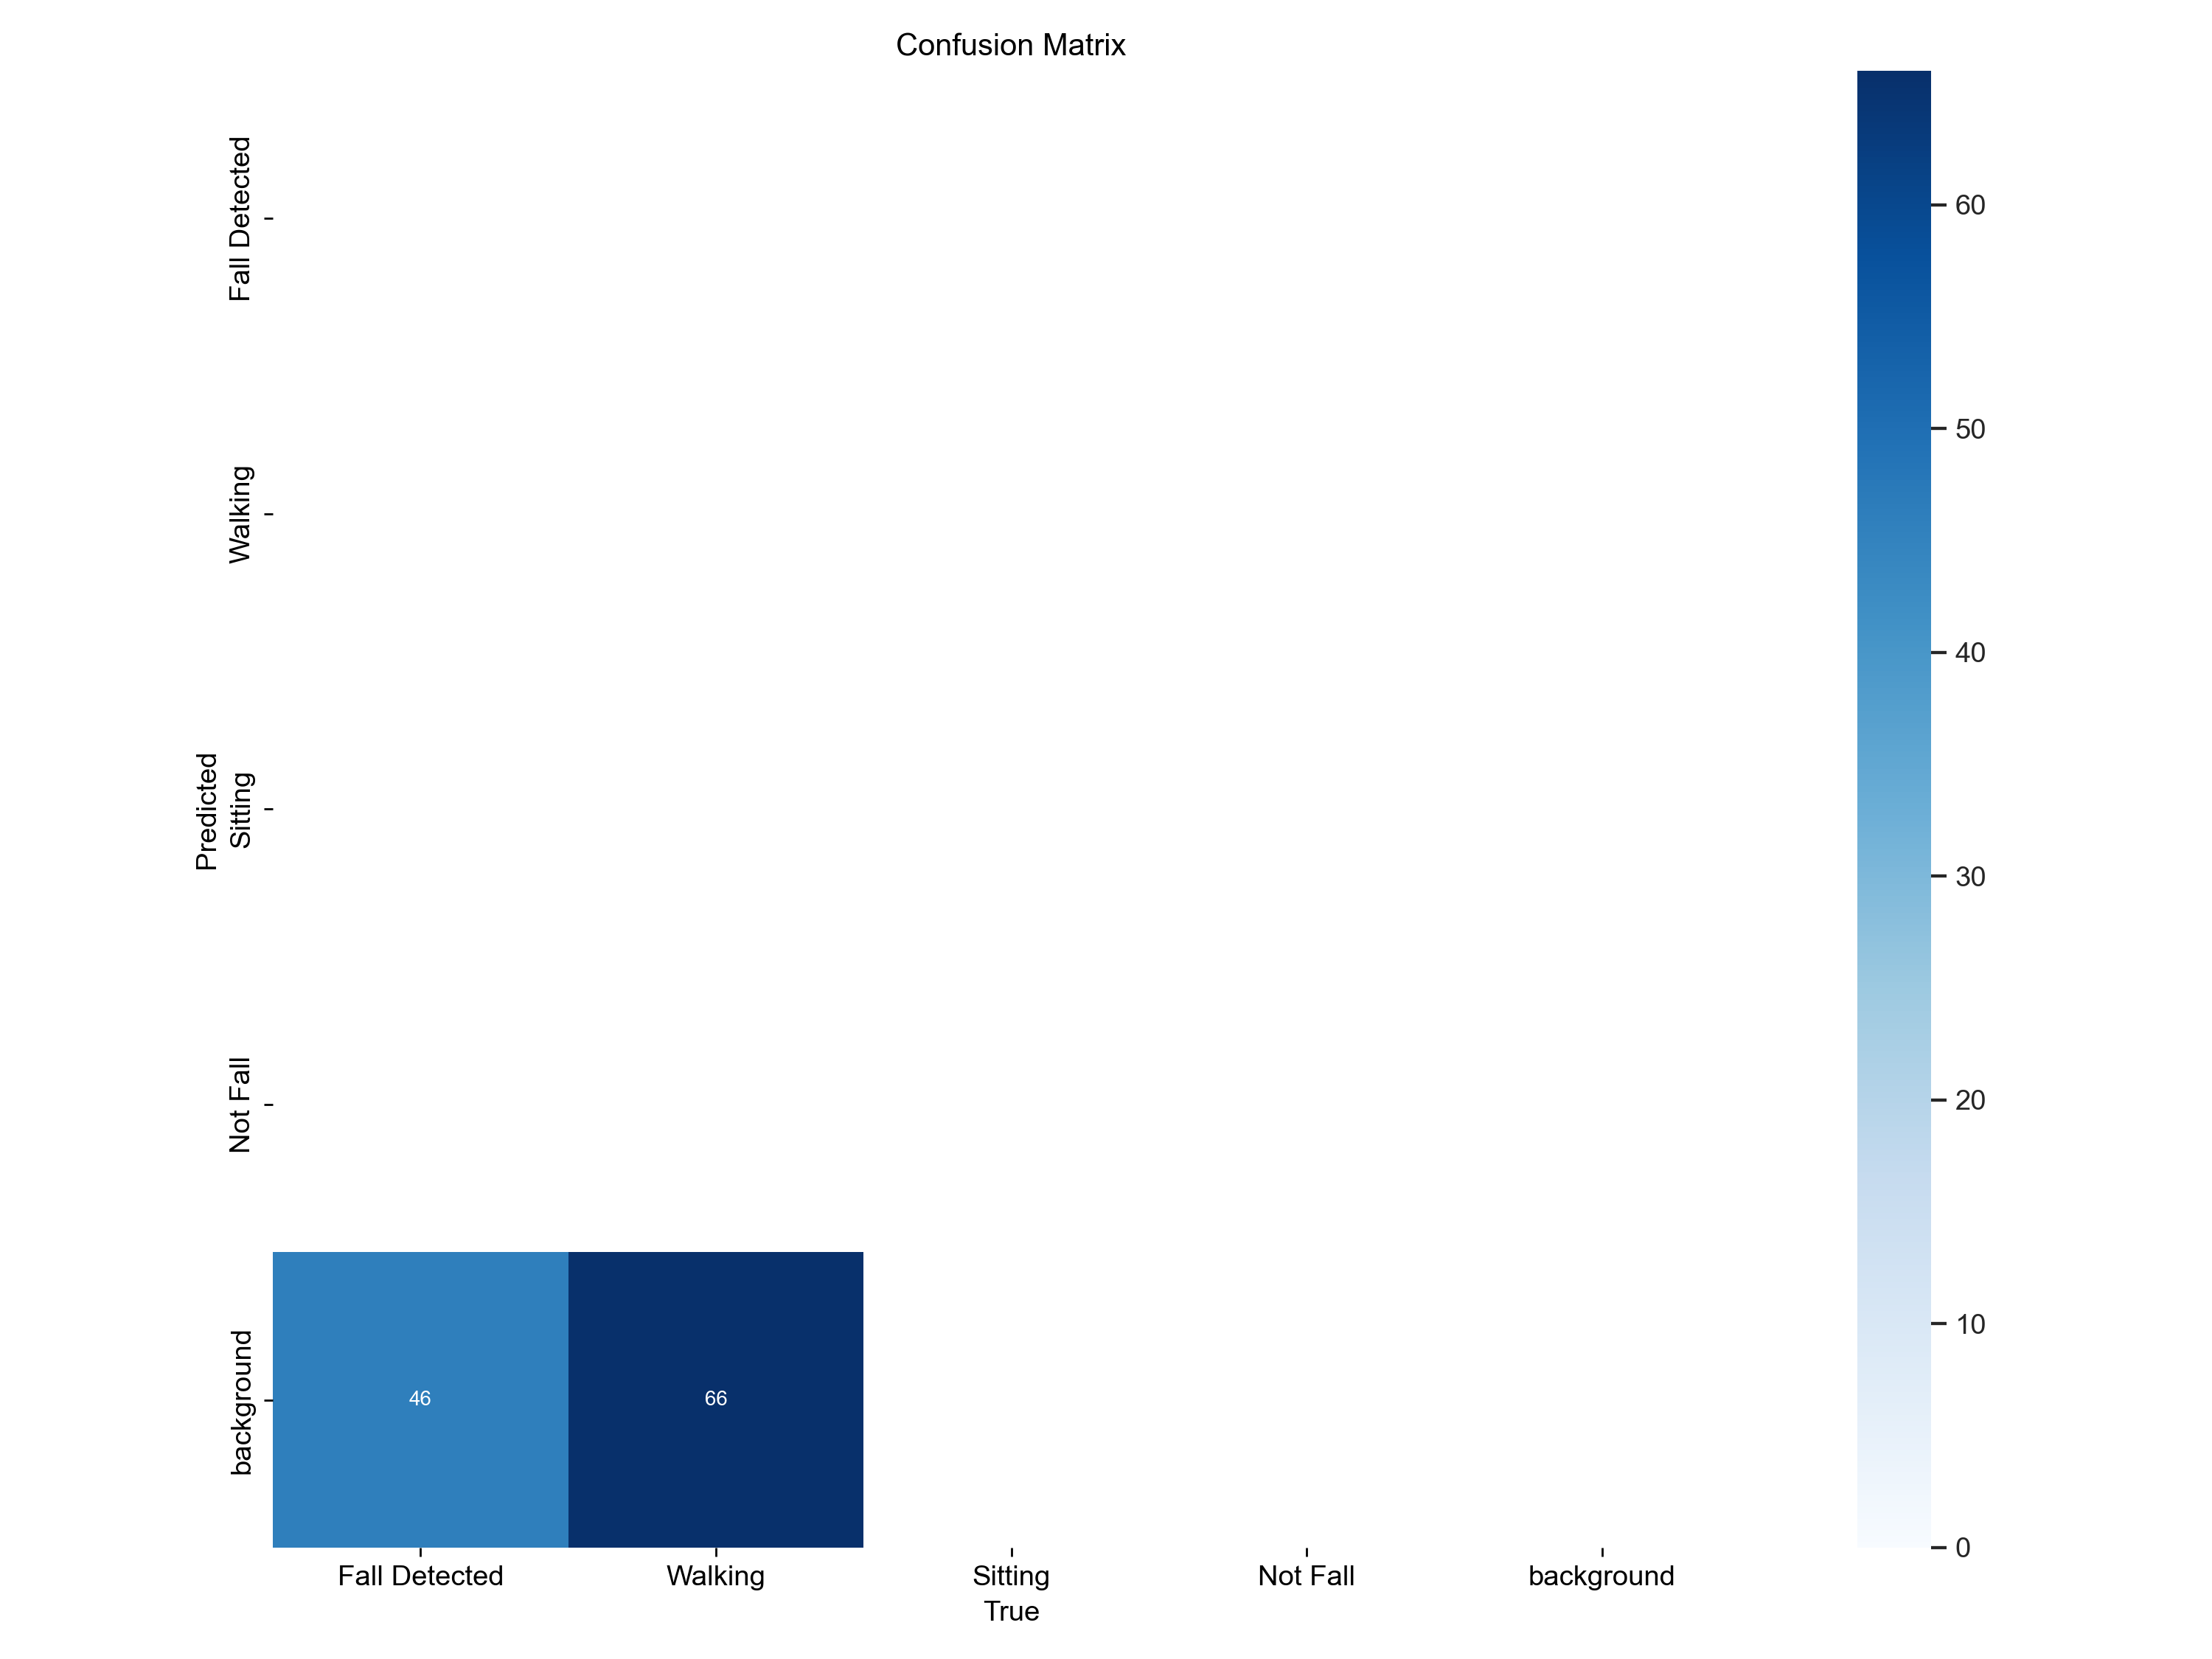 Confusion Matrix
Fall Detected
Walking
Sitting
Not Fall
background
Predicted
46
66
Fall Detected
Walking
Sitting
Not Fall
background
True
60
50
40
30
20
10
0